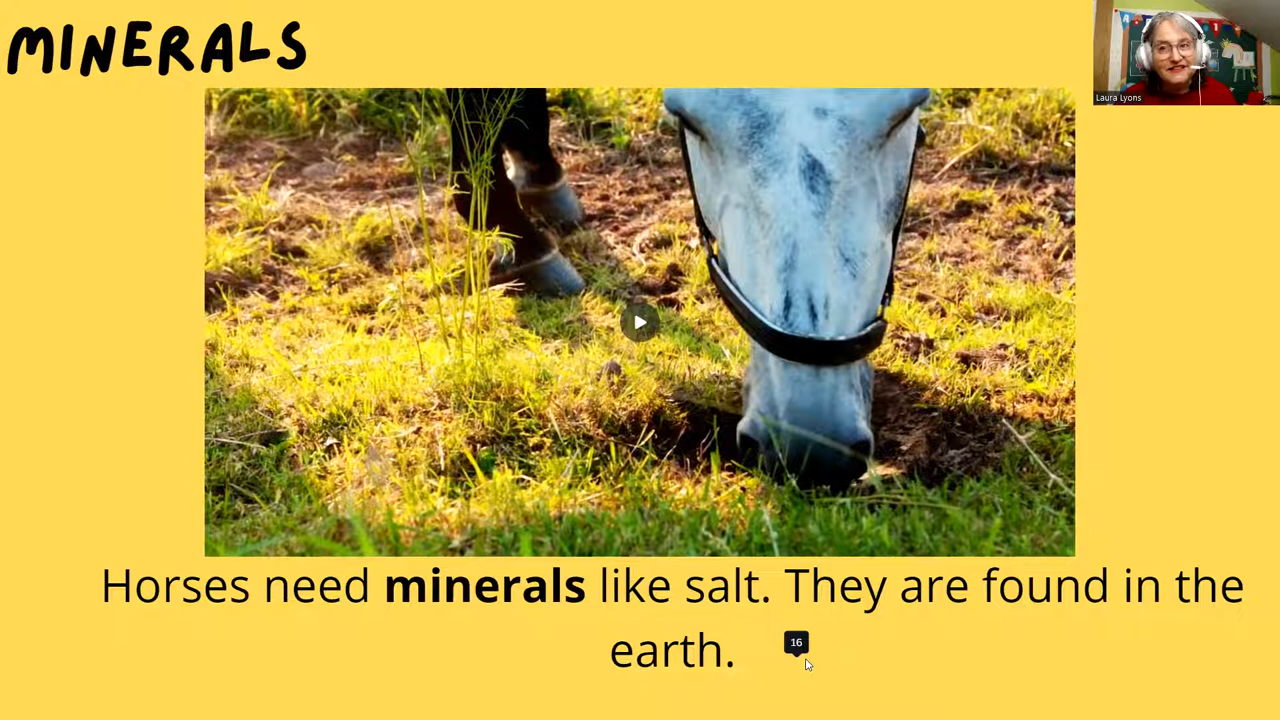 MINERALS
Laura Lyons
Horses need minerals like salt. They are found in the
earth.
16